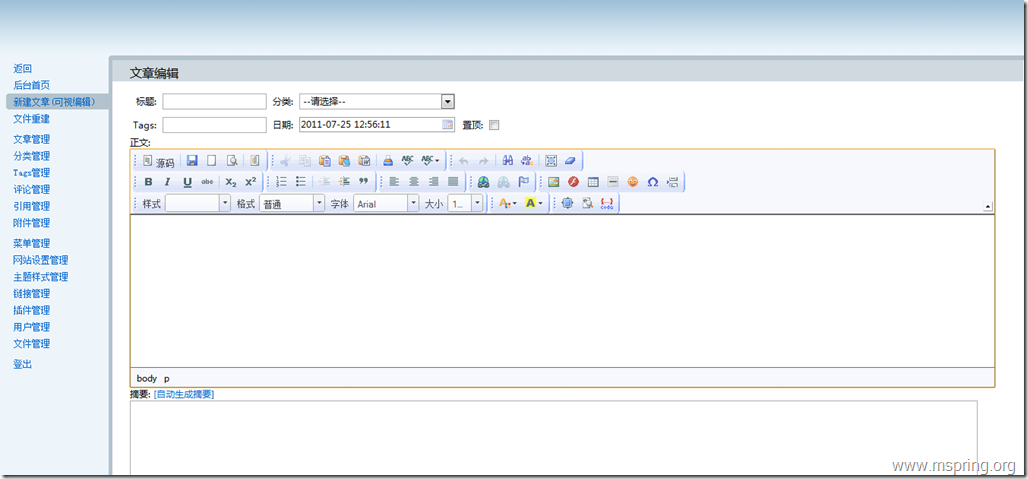 返回
后台首页
新建文章(可视编辑)
文件重建
文章管理
分类管理
Tags管理
评论管理
引用管理
附件管理
菜单管理
网站设置管理
主题样式管理
链接管理
插件管理
用户管理
文件管理
登出
文章编辑
标题: 分类: --请选择--
Tags: 日期: 2011-07-25 12:56:11 置顶:
正文:
源码 ABC ABC
B I U abc X2 X2
样式 格式 普通 字体 Arial 大小 1... A A
body p
摘要: [自动生成摘要]
www.mspring.org